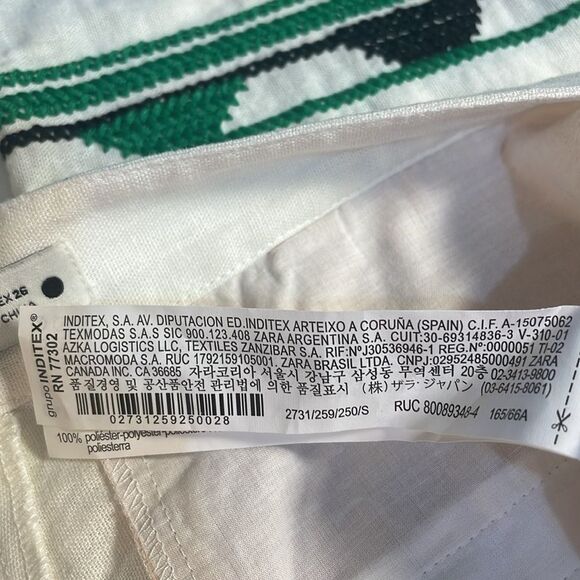 EX 26
grupo INDITEX®
RN 77302
INDITEX, S.A. AV. DIPUTACION ED.INDITEX ARTEIXO A CORUÑA (SPAIN) C.I.F. A-15075062
TEXMODAS S.A.S SIC 900.123.408 ZARA ARGENTINA S.A. CUIT: 30-69314836-3 V-310-01
AZKA LOGISTICS LLC, TEXTILES ZANZIBAR S.A. RIF:NºJ30536946-1 REG.Nº:0000051 TI-02
MACROMODA S.A. RUC 1792159105001, ZARA BRASIL LTDA, CNPJ:02952485000491 ZARA
CANADA INC. CA 36685 자라코리아 서울시 강남구 삼성동 무역센터 20층 02-3413-9800
품질경영 및 공산품안전 관리법에 의한 품질표시 (株) ザラ・ジャパン (03-6415-8061)
02731259250028 2731/259/250/S RUC 80089348-4 165/66A
100% poliéster-polyester-poliester
poliesterra